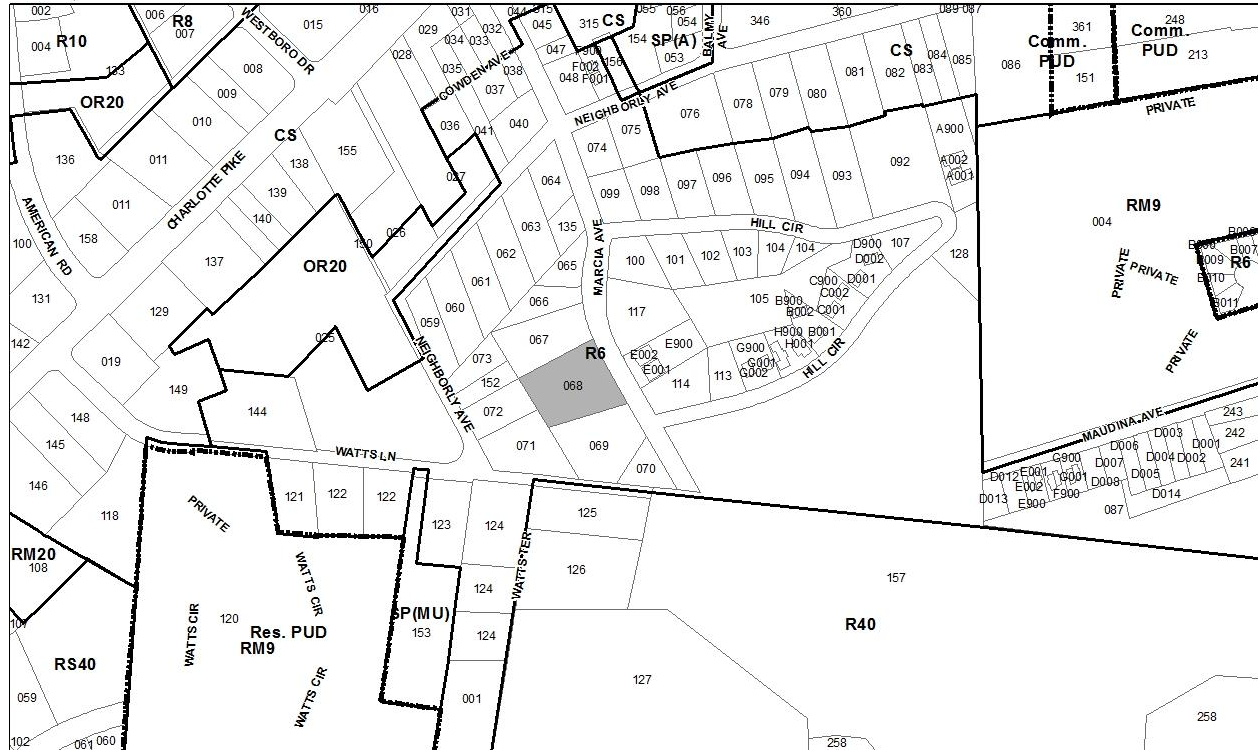 002
006
R8
007
004
R10
133
OR20
WESTBORO DR
015
016
028
029
031
034
033
032
044
045
315
CS
047
F900
F002
048
F001
156
154
055
056
054
SP(A)
053
BALMY AVE
346
360
CS
081
082
083
084
085
089
087
086
361
Comm. PUD
151
248
Comm. PUD
213
PRIVATE
008
009
010
CS
035
COWDEN AVE
038
037
036
041
040
NEIGHBORLY AVE
076
078
079
080
075
074
136
011
011
CHARLOTTE PIKE
138
155
139
140
137
158
AMERICAN RD
100
131
142
129
OR20
025
026
027
064
063
135
062
065
061
060
059
066
067
073
152
072
071
068
069
070
R6
MARCIA AVE
099
098
097
096
095
094
093
092
A900
A002
A001
HILL CIR
100
101
102
103
104
104
D900
D002
107
128
117
105
C900
C002
D001
C001
B900
B002
B001
H900
H001
G900
G001
G002
E900
E002
E001
114
113
HILL CIR
RM9
004
PRIVATE
PRIVATE
PRIVATE
B007
R6
B010
B011
019
149
144
148
145
146
118
NEIGHBORLY AVE
WATTS LN
MAUDINA AVE
243
242
241
D003
D001
D006
D004
D002
D007
D005
D008
D014
G900
G001
F900
E001
E002
E900
D012
D013
087
PRIVATE
121
122
122
123
124
124
124
001
125
126
WATTS TER
RM20
108
RS40
059
102
061
060
WATTS CIR
WATTS CIR
WATTS CIR
120
Res. PUD
RM9
SP(MU)
153
157
R40
127
258
258